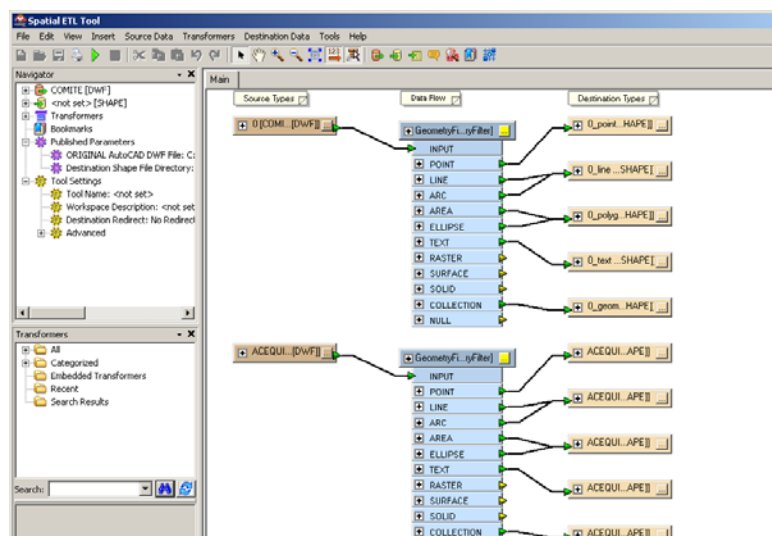 Spatial ETL Tool
File Edit View Insert Source Data Transformers Destination Data Tools Help
Navigator
COMITE [DWF]
<not set> [SHAPE]
Transformers
Bookmarks
Published Parameters
ORIGINAL AutoCAD DWF File: C:
Destination Shape File Directory:
Tool Settings
Tool Name: <not set>
Workspace Description: <not set
Destination Redirect: No Redirect
Advanced
Transformers
All
Categorized
Embedded Transformers
Recent
Search Results
Search:
Main
Source Types
Data Flow
Destination Types
0 [COMI... [DWF]]
GeometryFi...ryFilter]
INPUT
POINT
LINE
ARC
AREA
ELLIPSE
TEXT
RASTER
SURFACE
SOLID
COLLECTION
NULL
0_point...HAPE]]
0_line ...SHAPE[
0_polyg...HAPE]]
0_text ...SHAPE[
0_geom...HAPE[
ACEQUI...[DWF]]
GeometryFi...ryFilter]
INPUT
POINT
LINE
ARC
AREA
ELLIPSE
TEXT
RASTER
SURFACE
SOLID
COLLECTION
ACEQUI...APE]]
ACEQUI...APE]]
ACEQUI...APE]]
ACEQUI...APE]]
ACEQUI...APE]]